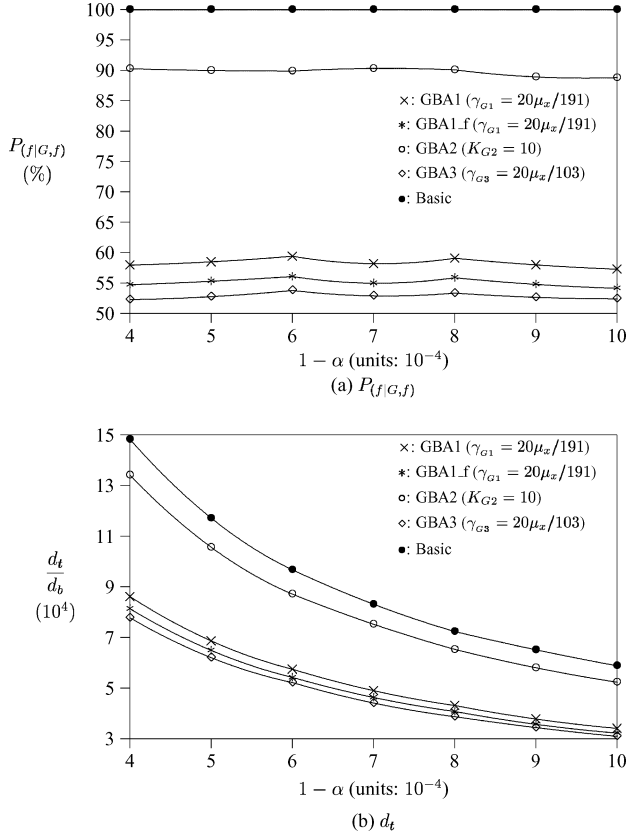 100
95
90
85
80
75
70
65
60
55
50
P(f|G,f)
(%)
×: GBA1 (γG1 = 20μx/191)
*: GBA1_f (γG1 = 20μx/191)
○: GBA2 (KG2 = 10)
◇: GBA3 (γG3 = 20μx/103)
●: Basic
4 5 6 7 8 9 10
1 − α (units: 10⁻⁴)
(a) P(f|G,f)
15
13
11
9
7
5
3
dt
db
(10⁴)
×: GBA1 (γG1 = 20μx/191)
*: GBA1_f (γG1 = 20μx/191)
○: GBA2 (KG2 = 10)
◇: GBA3 (γG3 = 20μx/103)
●: Basic
4 5 6 7 8 9 10
1 − α (units: 10⁻⁴)
(b) dt